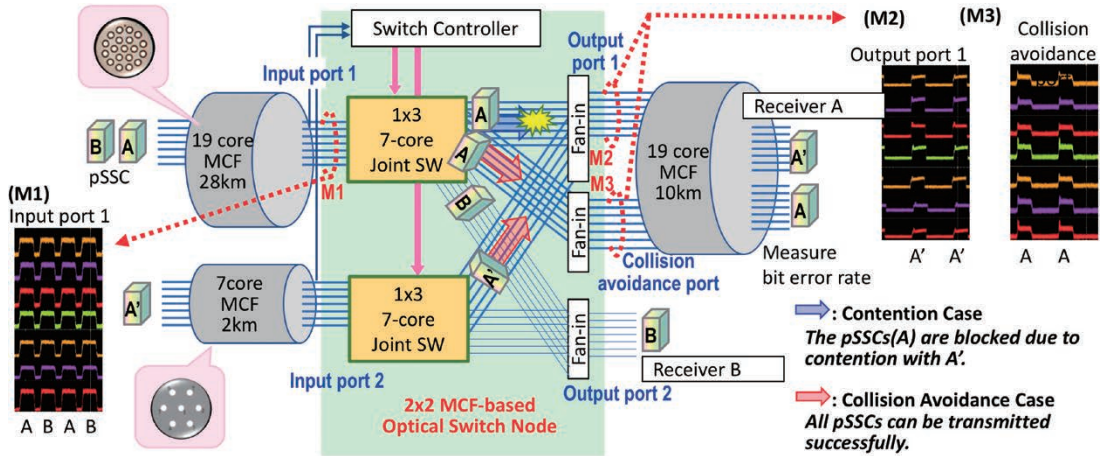 Switch Controller
Input port 1
Output
port 1
(M2)
(M3)
Output port 1
Collision
avoidance
19 core
MCF
28km
1x3
7-core
Joint SW
A
A
B
Fan-in
M2
M3
19 core
MCF
10km
Receiver A
A'
A
B
A
pSSC
M1
(M1)
Input port 1
Fan-in
Collision
avoidance port
Measure
bit error rate
A'
A'
A
A
A'
7core
MCF
2km
1x3
7-core
Joint SW
A'
Fan-in
B
Receiver B
Input port 2
Output port 2
2x2 MCF-based
Optical Switch Node
A B A B
: Contention Case
The pSSCs(A) are blocked due to
contention with A'.
: Collision Avoidance Case
All pSSCs can be transmitted
successfully.